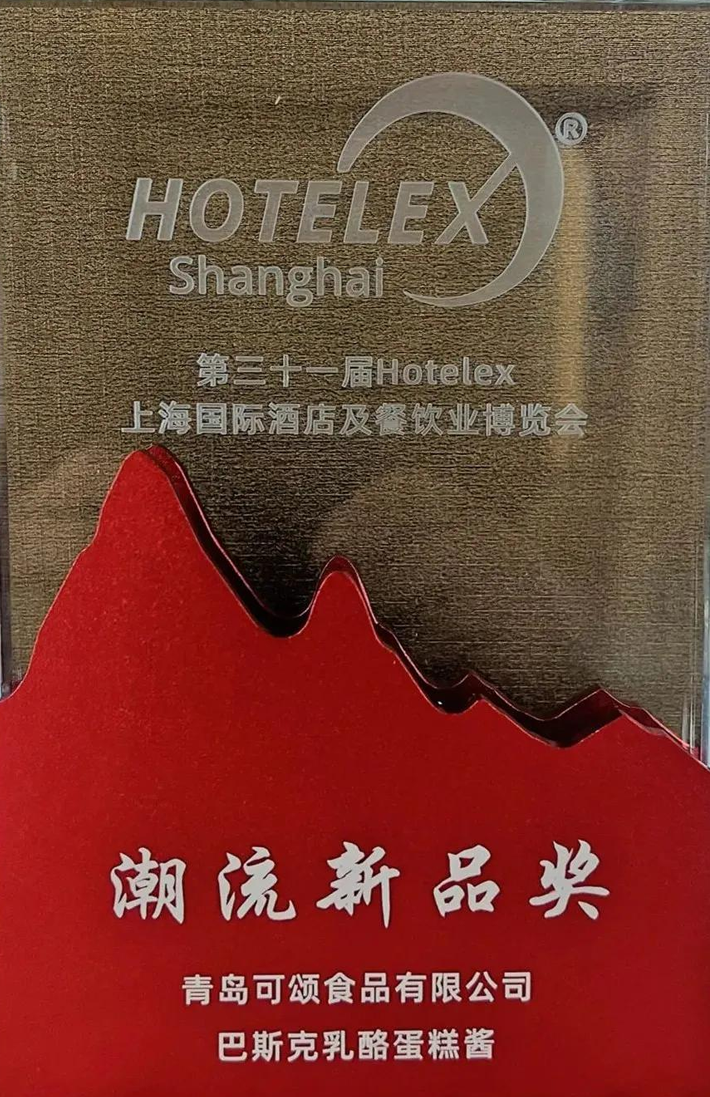 HOTELEX®
Shanghai
第三十一届Hotelex
上海国际酒店及餐饮业博览会
潮流新品奖
青岛可颂食品有限公司
巴斯克乳酪蛋糕酱